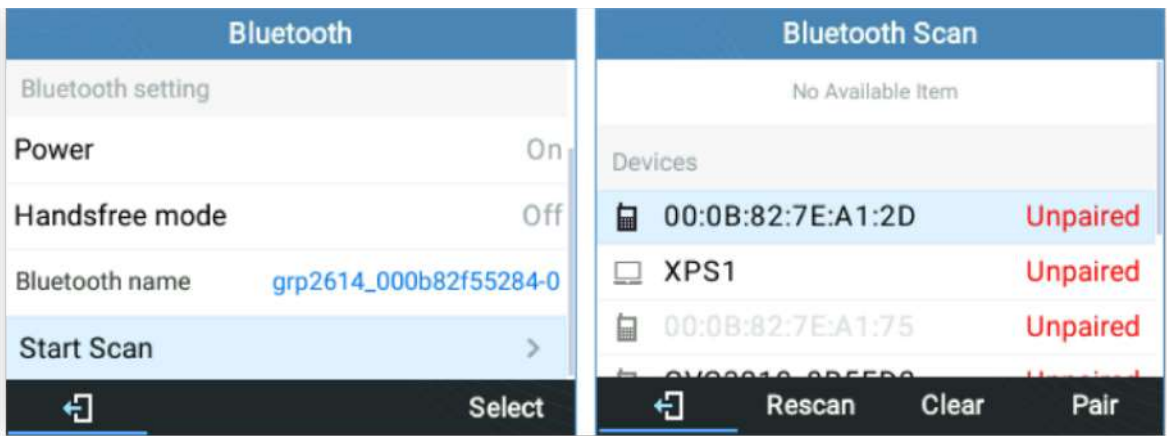 Bluetooth
Bluetooth setting
Power On
Handsfree mode Off
Bluetooth name grp2614_000b82f55284-0
Start Scan >
Select
Bluetooth Scan
No Available Item
Devices
00:0B:82:7E:A1:2D Unpaired
XPS1 Unpaired
00:0B:82:7E:A1:75 Unpaired
Rescan Clear Pair